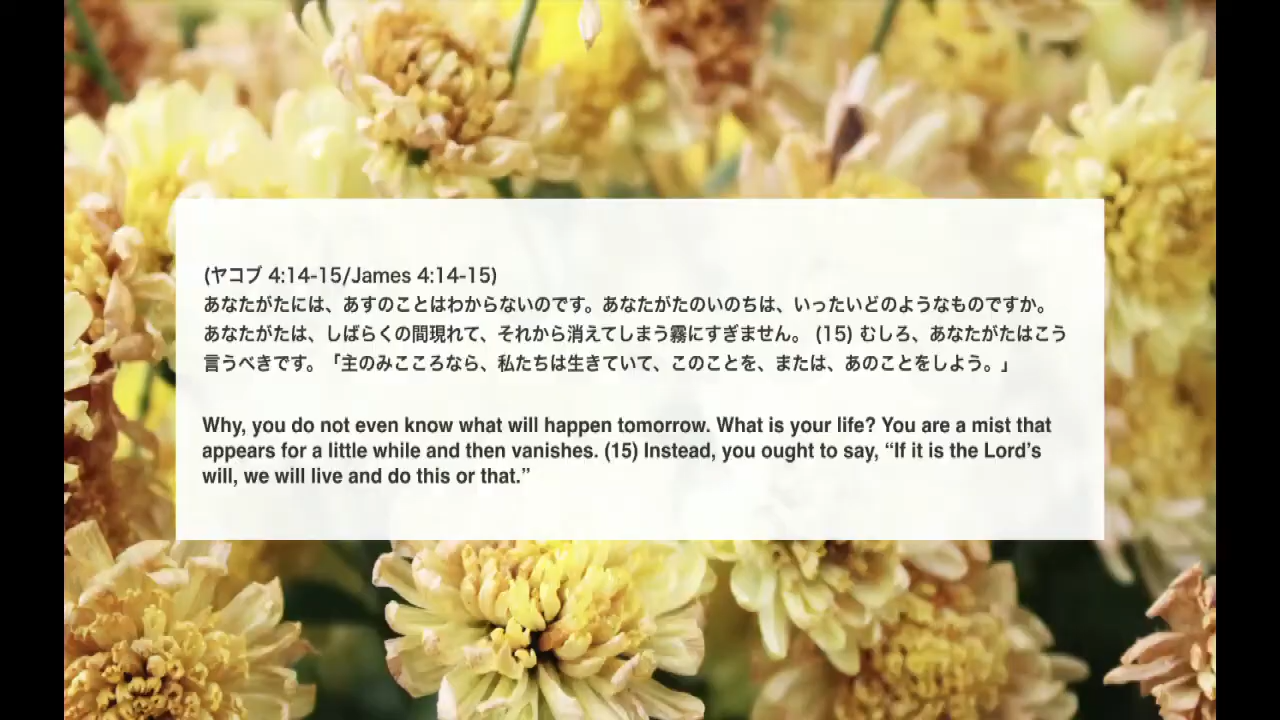 (ヤコブ 4:14-15/James 4:14-15)
あなたがたには、あすのことはわからないのです。あなたがたのいのちは、いったいどのようなものですか。
あなたがたは、しばらくの間現れて、それから消えてしまう霧にすぎません。 (15) むしろ、あなたがたはこう
言うべきです。「主のみこころなら、私たちは生きていて、このことを、または、あのことをしよう。」
Why, you do not even know what will happen tomorrow. What is your life? You are a mist that
appears for a little while and then vanishes. (15) Instead, you ought to say, “If it is the Lord’s
will, we will live and do this or that.”